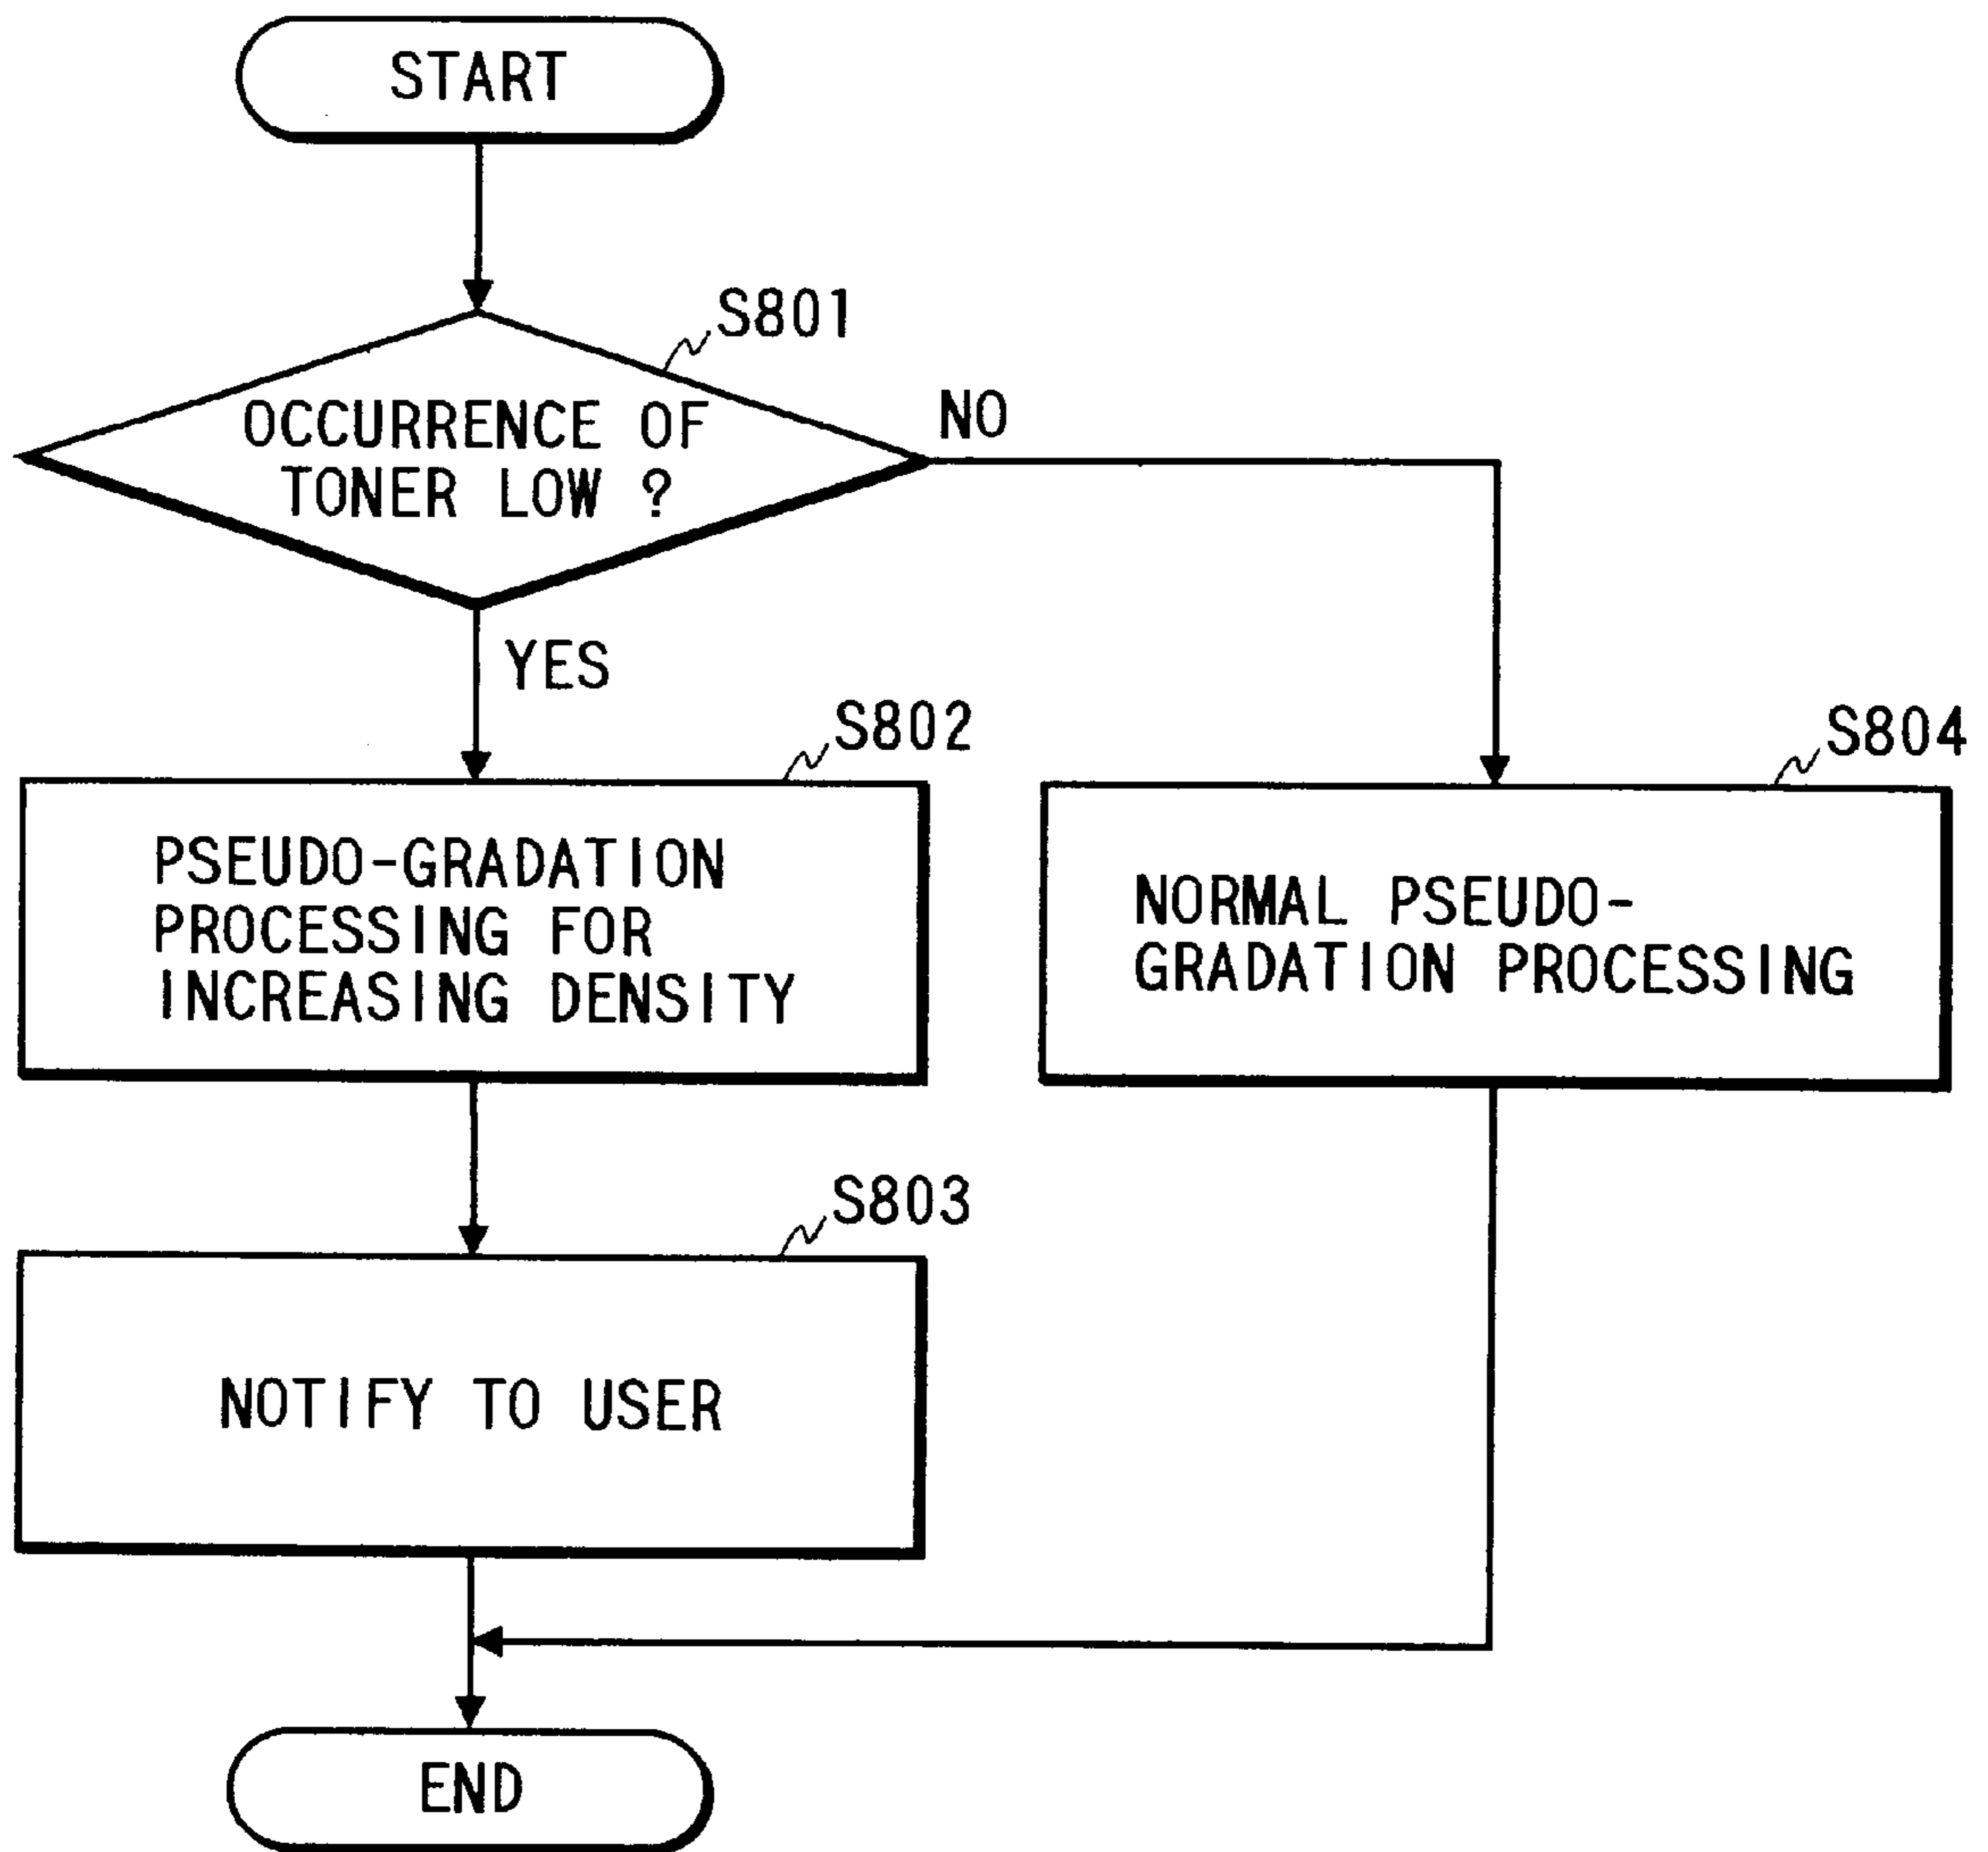 START
S801
OCCURRENCE OF
TONER LOW ?
NO
YES
S802
PSEUDO-GRADATION
PROCESSING FOR
INCREASING DENSITY
S804
NORMAL PSEUDO-
GRADATION PROCESSING
S803
NOTIFY TO USER
END